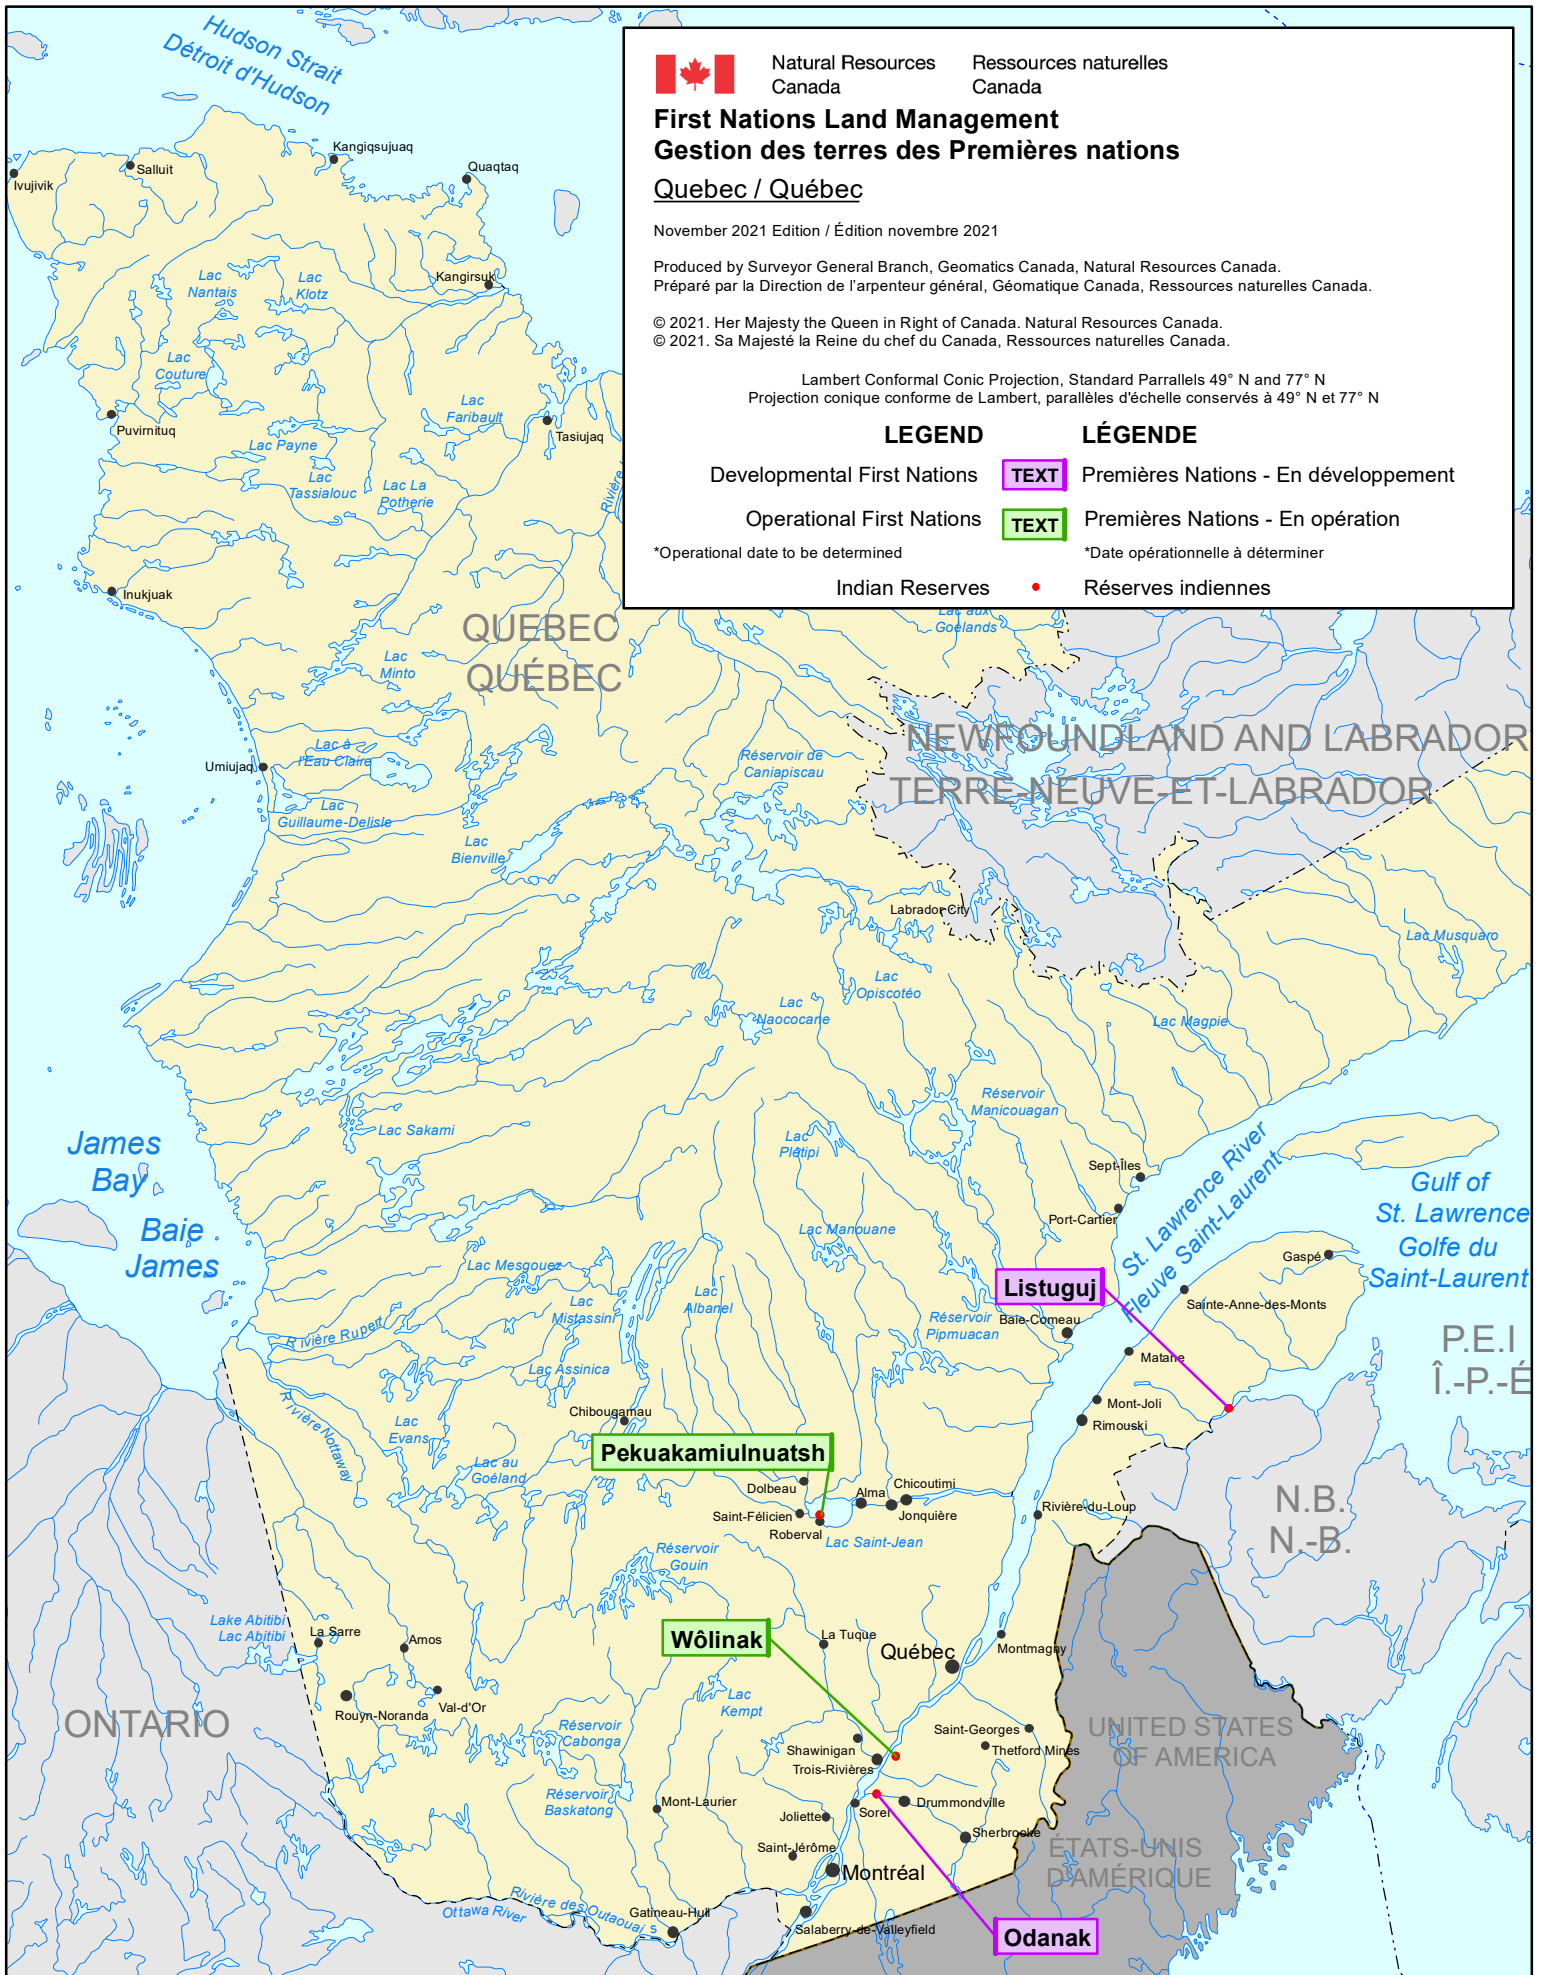 Hudson Strait
Détroit d'Hudson
Natural Resources
Canada
Ressources naturelles
Canada
First Nations Land Management
Gestion des terres des Premières nations
Quebec / Québec
November 2021 Edition / Édition novembre 2021
Produced by Surveyor General Branch, Geomatics Canada, Natural Resources Canada.
Préparé par la Direction de l'arpenteur général, Géomatique Canada, Ressources naturelles Canada.
© 2021. Her Majesty the Queen in Right of Canada. Natural Resources Canada.
© 2021. Sa Majesté la Reine du chef du Canada, Ressources naturelles Canada.
Lambert Conformal Conic Projection, Standard Parrallels 49° N and 77° N
Projection conique conforme de Lambert, parallèles d'échelle conservés à 49° N et 77° N
LEGEND
LÉGENDE
Developmental First Nations
TEXT
Premières Nations - En développement
Operational First Nations
TEXT
Premières Nations - En opération
*Operational date to be determined
*Date opérationnelle à déterminer
Indian Reserves
Réserves indiennes
Ivujivik
Salluit
Kangiqsujuaq
Quaqtaq
Kangirsuk
Lac
Nantais
Lac
Klotz
Lac
Couture
Lac
Faribault
Puvirnituq
Tasiujaq
Lac Payne
Lac
Tassialouc
Lac La
Potherie
Rivière
Inukjuak
QUEBEC
QUÉBEC
Lac aux
Goélands
Lac
Minto
NEWFOUNDLAND AND LABRADOR
TERRE-NEUVE-ET-LABRADOR
Lac à
l'Eau Claire
Umiujaq
Réservoir de
Caniapiscau
Lac
Guillaume-Delisle
Lac
Bienville
Labrador City
Lac Musquaro
Lac
Opiscotéo
Lac
Naococane
Lac Magpie
Réservoir
Manicouagan
Lac Sakami
Lac
Plétipi
James
Bay
Baie
James
Sept-Îles
Port-Cartier
St. Lawrence River
Fleuve Saint-Laurent
Gulf of
St. Lawrence
Golfe du
Saint-Laurent
Lac Manouane
Gaspé
Lac Mesgouez
Listuguj
Sainte-Anne-des-Monts
Lac
Albanel
Lac
Mistassini
Réservoir
Pipmuacan
Baie-Comeau
Rivière Rupert
Matane
P.E.I
Î.-P.-É
Lac Assinica
Rivière Nottaway
Mont-Joli
Rimouski
Chibougamau
Lac
Evans
Pekuakamiulnuatsh
Lac au
Goéland
Dolbeau
Alma
Chicoutimi
Jonquière
Saint-Félicien
Roberval
Lac Saint-Jean
Rivière-du-Loup
N.B.
N.-B.
Réservoir
Gouin
Lake Abitibi
Lac Abitibi
La Sarre
Amos
Wôlinak
La Tuque
Québec
Montmagny
Rouyn-Noranda
Val-d'Or
Lac
Kempt
ONTARIO
Réservoir
Cabonga
Saint-Georges
Thetford Mines
UNITED STATES
OF AMERICA
Shawinigan
Trois-Rivières
Réservoir
Baskatong
Mont-Laurier
Joliette
Sorel
Drummondville
Sherbrooke
Saint-Jérôme
Montréal
ÉTATS-UNIS
D'AMÉRIQUE
Rivière des Outaouais
Ottawa River
Gatineau-Hull
Salaberry-de-Valleyfield
Odanak